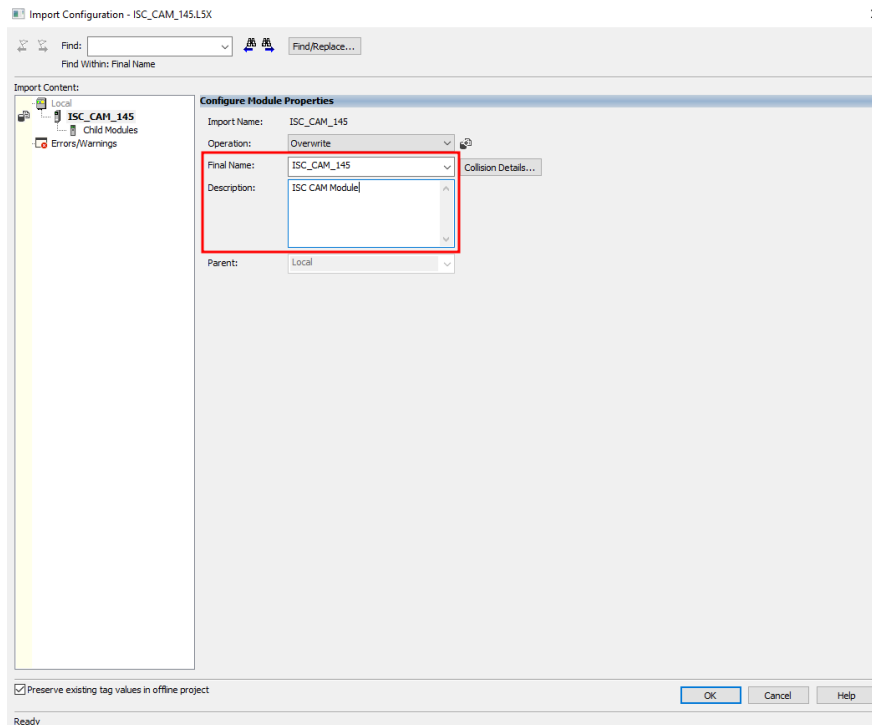 Import Configuration - ISC_CAM_145.L5X
Find:
Find/Replace...
Find Within: Final Name
Import Content:
Local
ISC_CAM_145
Child Modules
Errors/Warnings
Configure Module Properties
Import Name: ISC_CAM_145
Operation: Overwrite
Final Name: ISC_CAM_145 Collision Details...
Description: ISC CAM Module
Parent: Local
Preserve existing tag values in offline project
OK Cancel Help
Ready